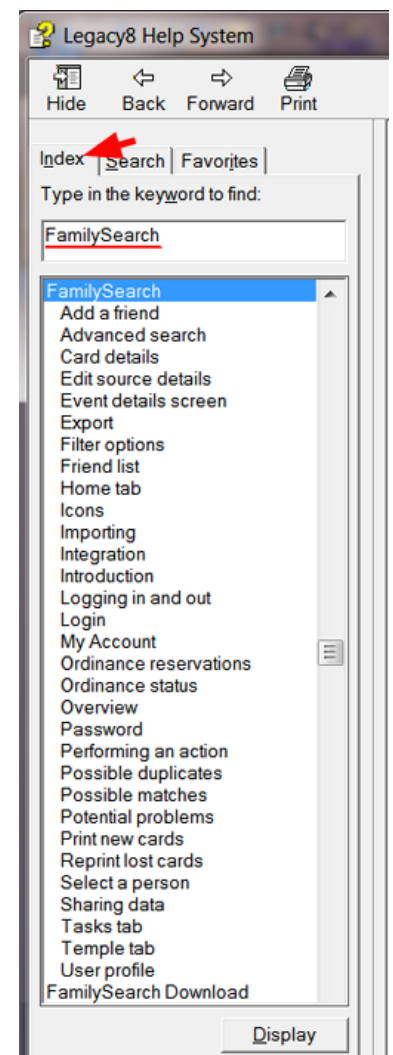 Legacy8 Help System
Hide Back Forward Print
Index Search Favorites
Type in the keyword to find:
FamilySearch
FamilySearch
Add a friend
Advanced search
Card details
Edit source details
Event details screen
Export
Filter options
Friend list
Home tab
Icons
Importing
Integration
Introduction
Logging in and out
Login
My Account
Ordinance reservations
Ordinance status
Overview
Password
Performing an action
Possible duplicates
Possible matches
Potential problems
Print new cards
Reprint lost cards
Select a person
Sharing data
Tasks tab
Temple tab
User profile
FamilySearch Download
Display